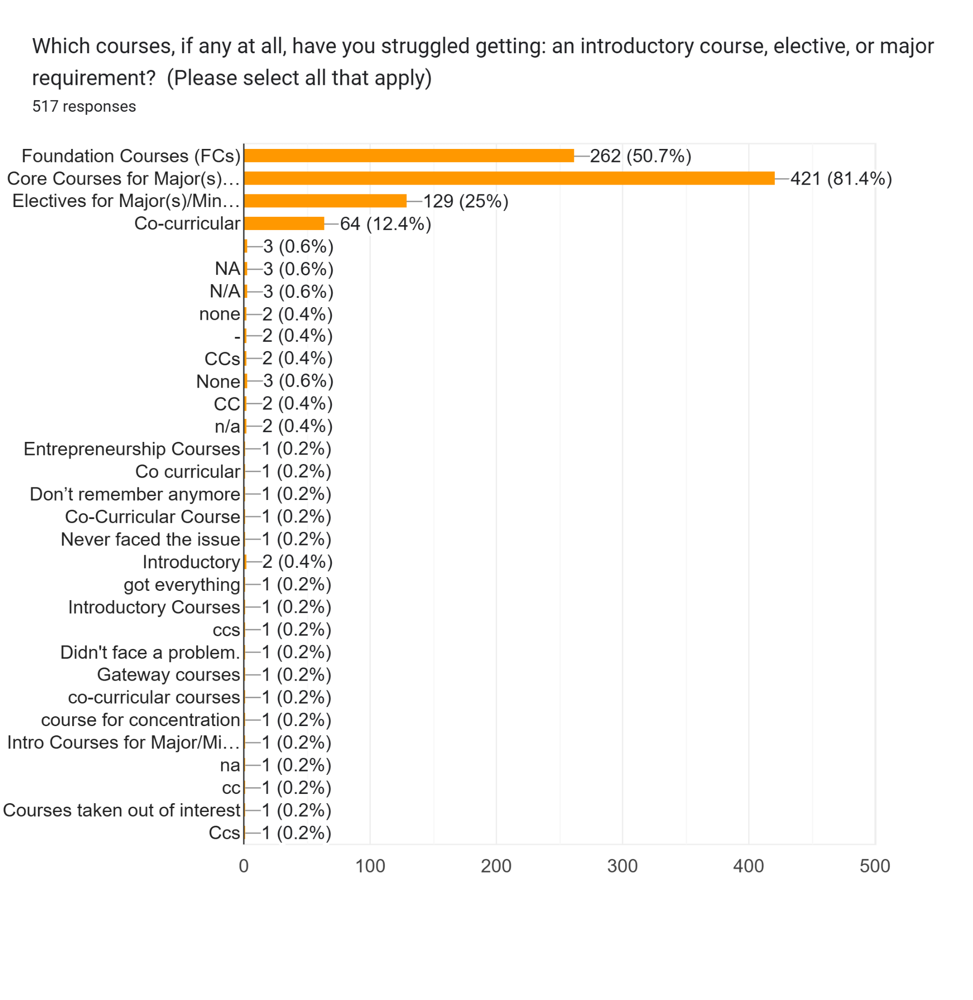 Which courses, if any at all, have you struggled getting: an introductory course, elective, or major
requirement?  (Please select all that apply)
517 responses
Foundation Courses (FCs) 262 (50.7%)
Core Courses for Major(s)… 421 (81.4%)
Electives for Major(s)/Min… 129 (25%)
Co-curricular 64 (12.4%)
3 (0.6%)
NA 3 (0.6%)
N/A 3 (0.6%)
none 2 (0.4%)
- 2 (0.4%)
CCs 2 (0.4%)
None 3 (0.6%)
CC 2 (0.4%)
n/a 2 (0.4%)
Entrepreneurship Courses 1 (0.2%)
Co curricular 1 (0.2%)
Don’t remember anymore 1 (0.2%)
Co-Curricular Course 1 (0.2%)
Never faced the issue 1 (0.2%)
Introductory 2 (0.4%)
got everything 1 (0.2%)
Introductory Courses 1 (0.2%)
ccs 1 (0.2%)
Didn't face a problem. 1 (0.2%)
Gateway courses 1 (0.2%)
co-curricular courses 1 (0.2%)
course for concentration 1 (0.2%)
Intro Courses for Major/Mi… 1 (0.2%)
na 1 (0.2%)
cc 1 (0.2%)
Courses taken out of interest 1 (0.2%)
Ccs 1 (0.2%)
0 100 200 300 400 500